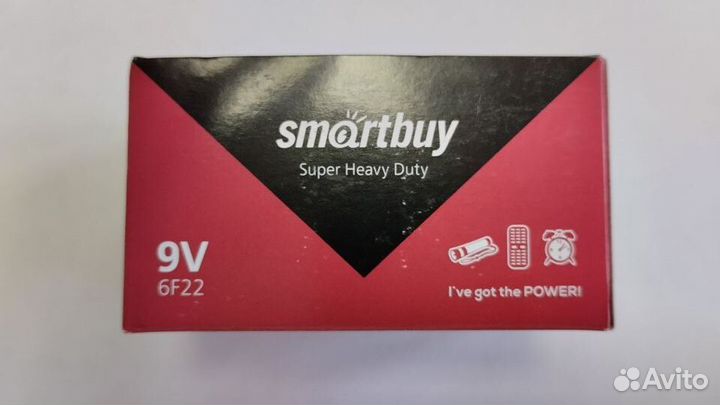 smartbuy
Super Heavy Duty
9V
6F22
I've got the POWER!
Avito